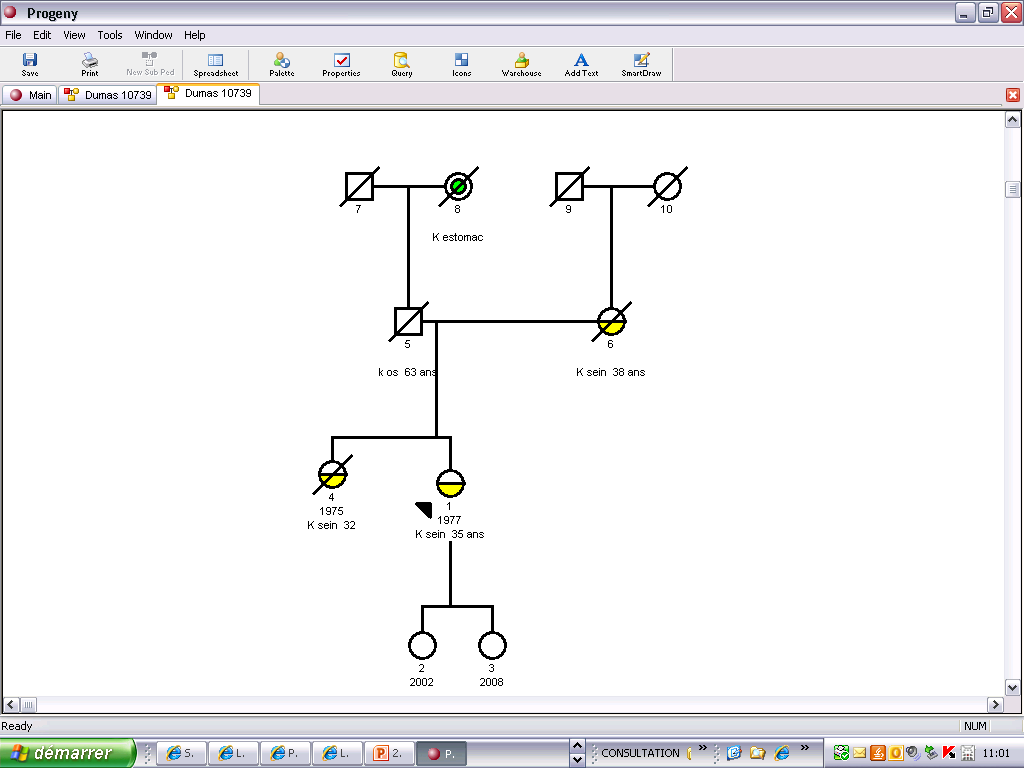 Progeny
File Edit View Tools Window Help
Save Print New Sub Ped Spreadsheet Palette Properties Query Icons Warehouse Add Text SmartDraw
Main Dumas 10739 Dumas 10739
7 8 9 10
K estomac
5 6
k os 63 ans K sein 38 ans
4
1975
K sein 32
1
1977
K sein 35 ans
2 3
2002 2008
Ready NUM
démarrer S. L. P. L. 2. P. CONSULTATION 11:01